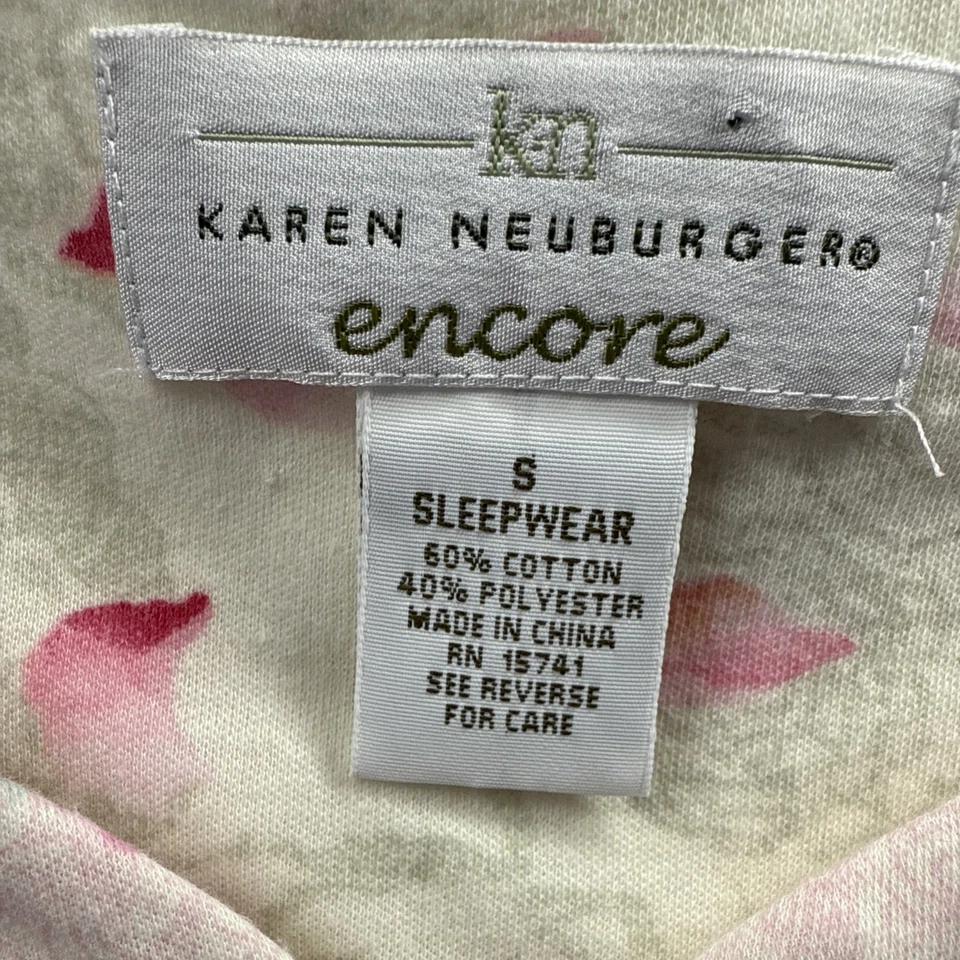 kn
KAREN NEUBURGER®
encore
S
SLEEPWEAR
60% COTTON
40% POLYESTER
MADE IN CHINA
RN 15741
SEE REVERSE
FOR CARE